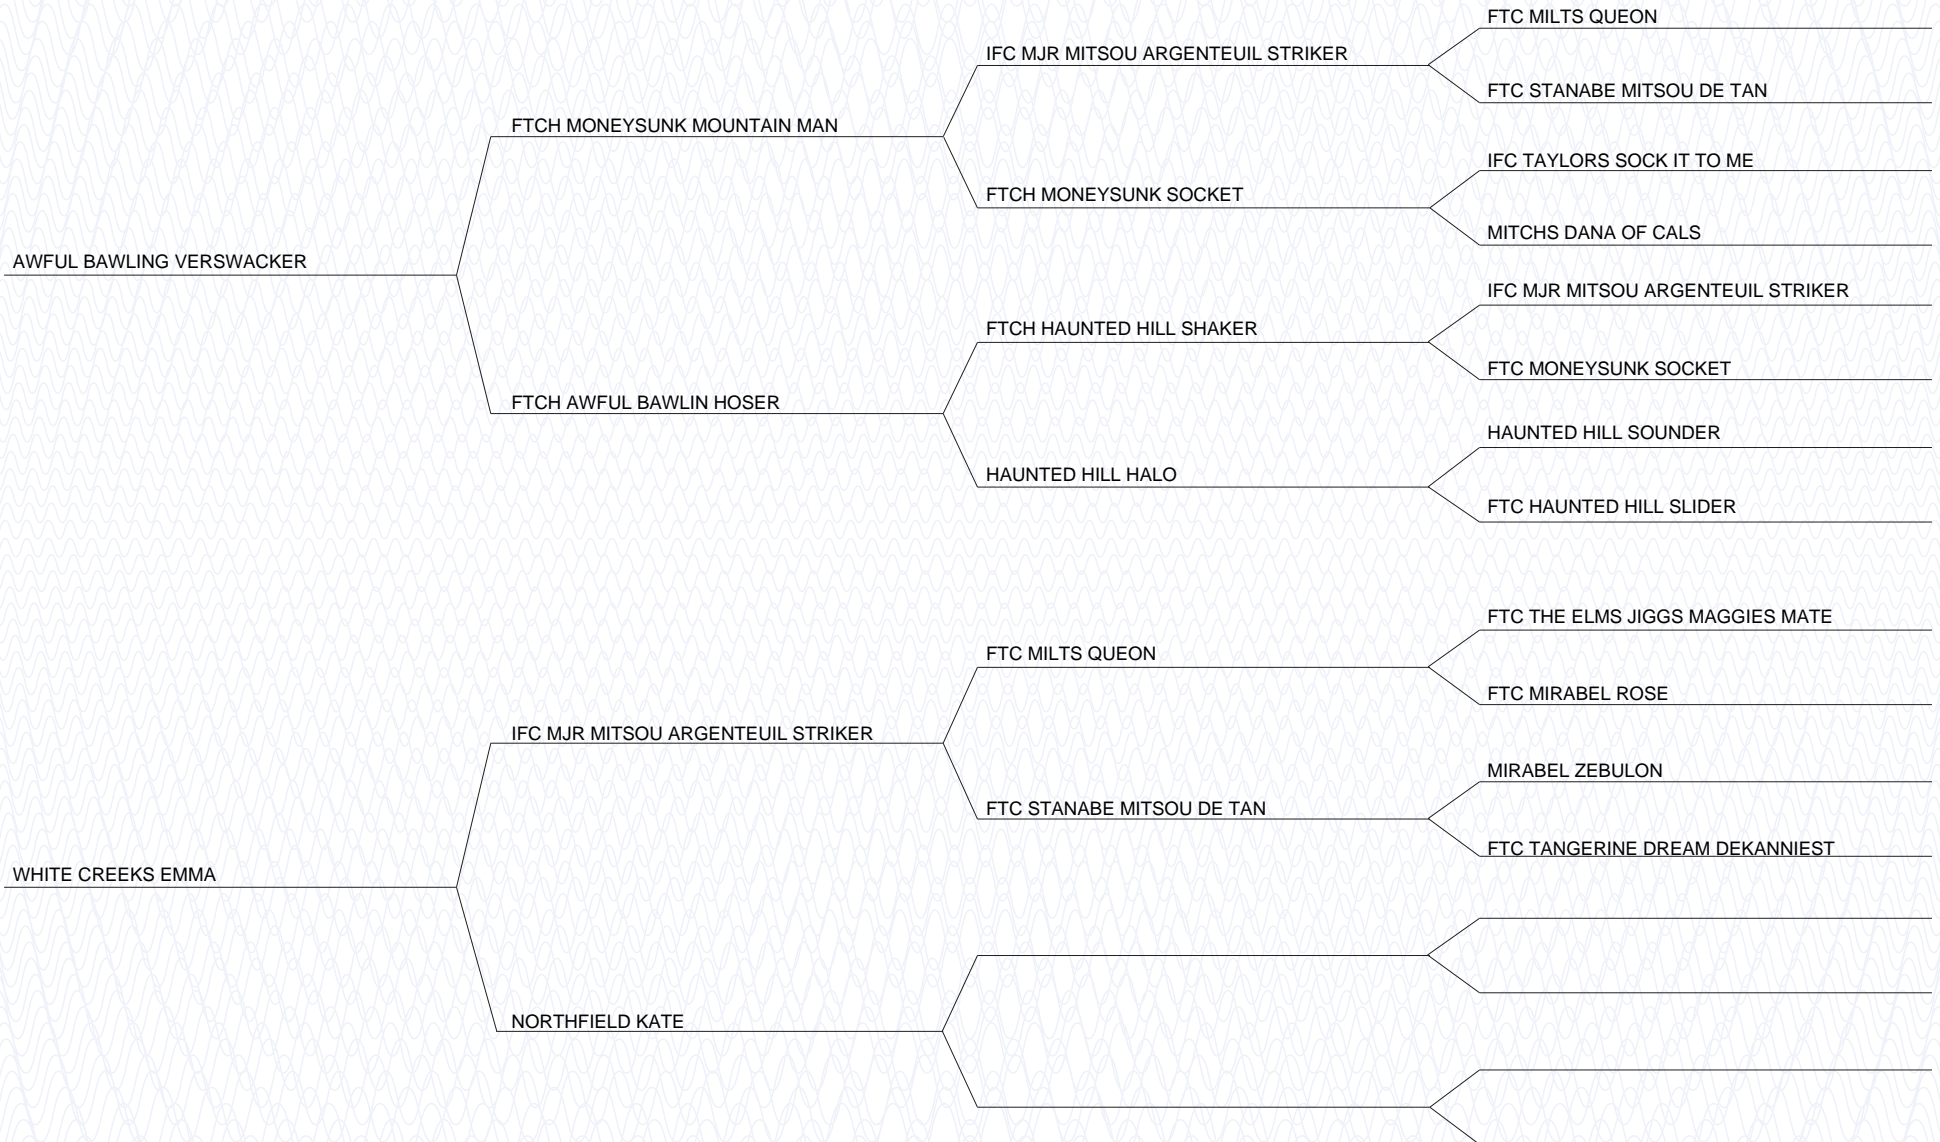 FTC MILTS QUEON
IFC MJR MITSOU ARGENTEUIL STRIKER
FTC STANABE MITSOU DE TAN
FTCH MONEYSUNK MOUNTAIN MAN
IFC TAYLORS SOCK IT TO ME
FTCH MONEYSUNK SOCKET
MITCHS DANA OF CALS
AWFUL BAWLING VERSWACKER
IFC MJR MITSOU ARGENTEUIL STRIKER
FTCH HAUNTED HILL SHAKER
FTC MONEYSUNK SOCKET
FTCH AWFUL BAWLIN HOSER
HAUNTED HILL SOUNDER
HAUNTED HILL HALO
FTC HAUNTED HILL SLIDER
FTC THE ELMS JIGGS MAGGIES MATE
FTC MILTS QUEON
FTC MIRABEL ROSE
IFC MJR MITSOU ARGENTEUIL STRIKER
MIRABEL ZEBULON
FTC STANABE MITSOU DE TAN
FTC TANGERINE DREAM DEKANNIEST
WHITE CREEKS EMMA
NORTHFIELD KATE